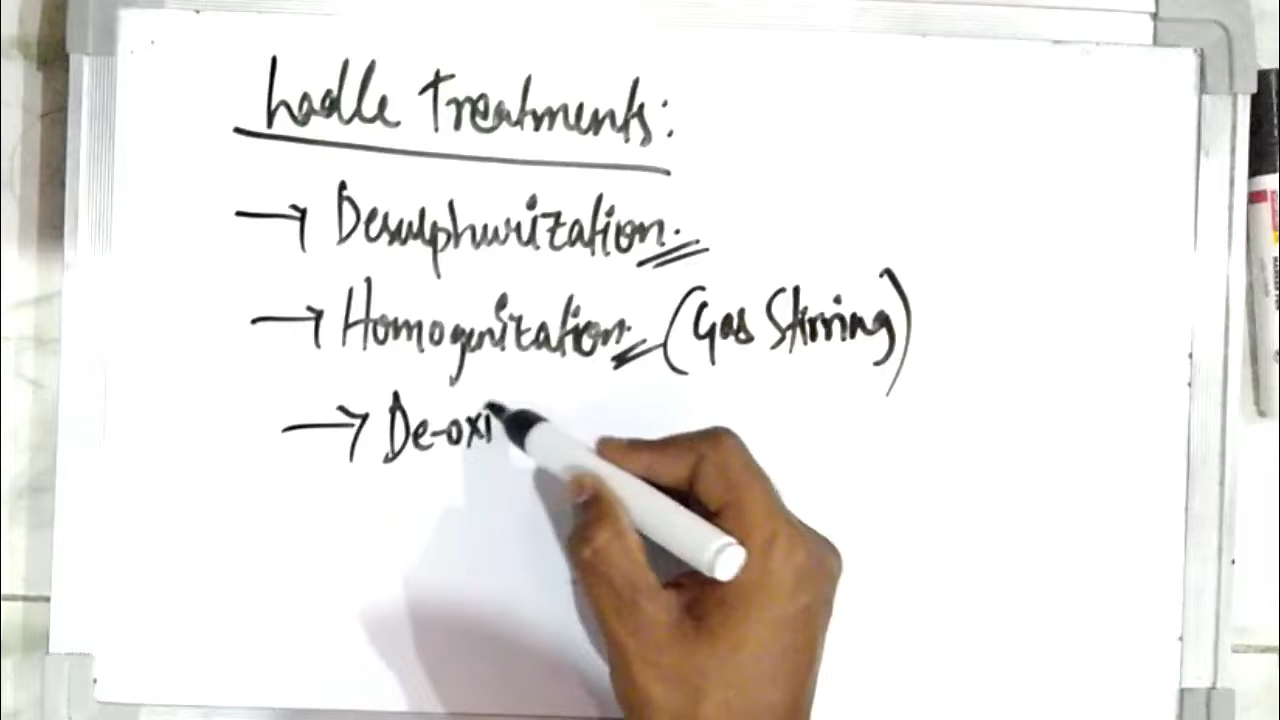 Ladle Treatments:
→ Desulphurization.
→ Homogenization. (Gas Stirring)
→ De-oxi